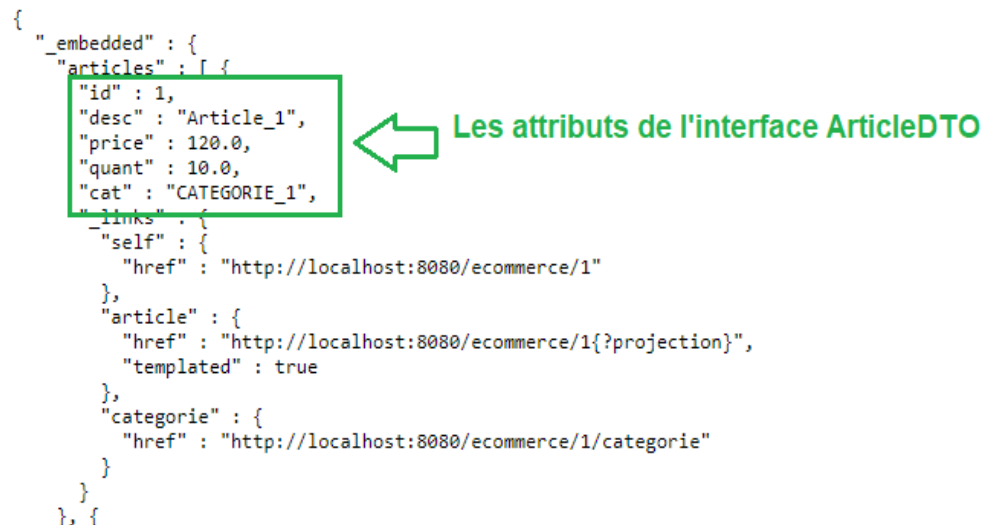 {
"_embedded" : {
"articles" : [ {
"id" : 1,
"desc" : "Article_1",
"price" : 120.0,
"quant" : 10.0,
"cat" : "CATEGORIE_1",
Les attributs de l'interface ArticleDTO
"_links" : {
"self" : {
"href" : "http://localhost:8080/ecommerce/1"
},
"article" : {
"href" : "http://localhost:8080/ecommerce/1{?projection}",
"templated" : true
},
"categorie" : {
"href" : "http://localhost:8080/ecommerce/1/categorie"
}
}
}, {